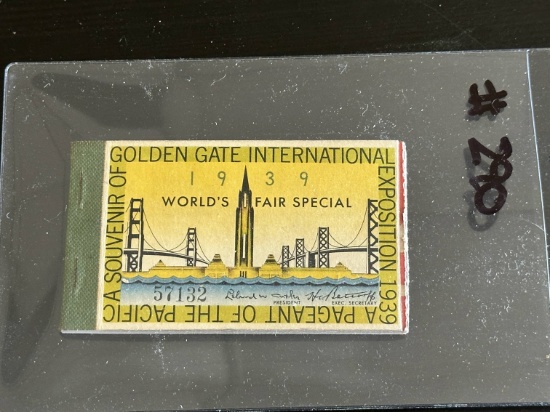 A SOUVENIR OF
GOLDEN GATE INTERNATIONAL
EXPOSITION 1939
A PAGEANT OF THE PACIFIC
1939
WORLD'S FAIR SPECIAL
57132
PRESIDENT
EXEC. SECRETARY
# 290